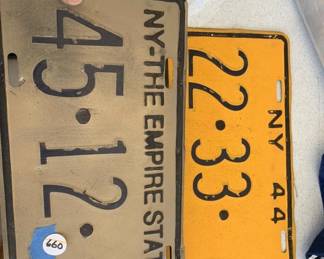 NY-THE EMPIRE STAT
45·12·
660
NY 44
22·33·